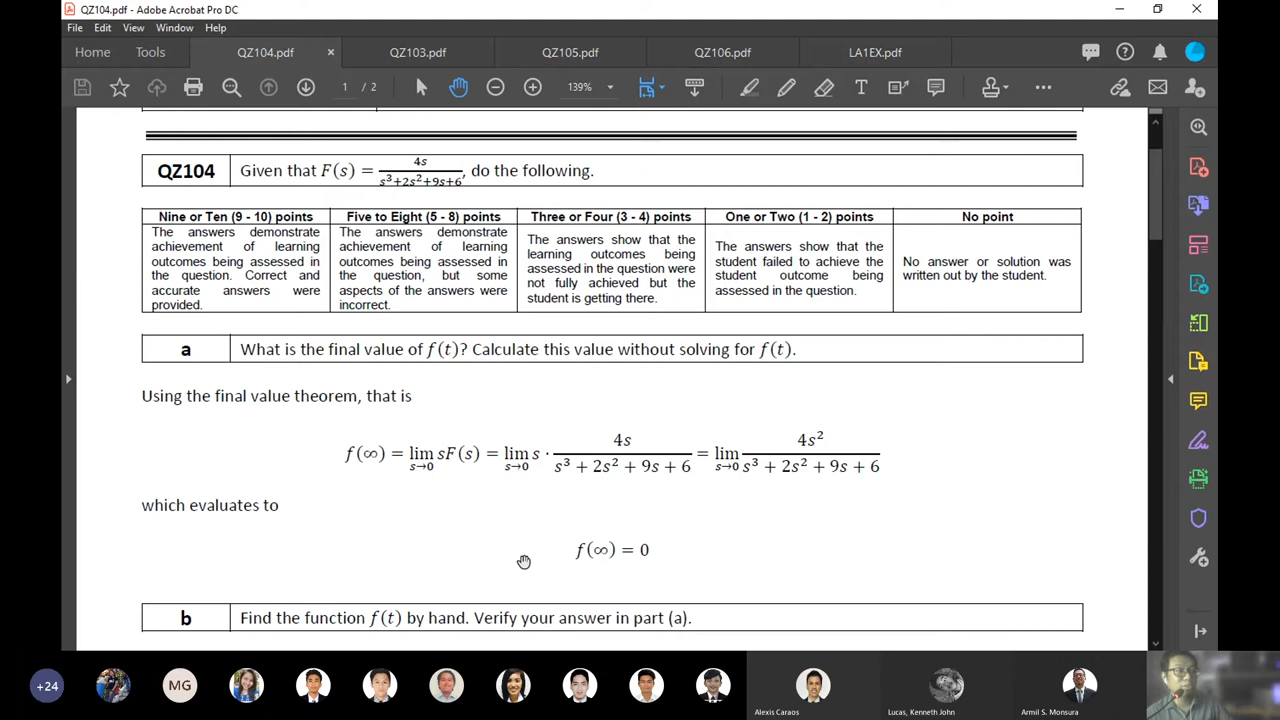 QZ104.pdf - Adobe Acrobat Pro DC
File Edit View Window Help
Home Tools QZ104.pdf × QZ103.pdf QZ105.pdf QZ106.pdf LA1EX.pdf
1 / 2 139%
QZ104 Given that F(s) = 4s / (s³+2s²+9s+6), do the following.
Nine or Ten (9 - 10) points
The answers demonstrate
achievement of learning
outcomes being assessed in
the question. Correct and
accurate answers were
provided.
Five to Eight (5 - 8) points
The answers demonstrate
achievement of learning
outcomes being assessed in
the question, but some
aspects of the answers were
incorrect.
Three or Four (3 - 4) points
The answers show that the
learning outcomes being
assessed in the question were
not fully achieved but the
student is getting there.
One or Two (1 - 2) points
The answers show that the
student failed to achieve the
student outcome being
assessed in the question.
No point
No answer or solution was
written out by the student.
a What is the final value of f(t)? Calculate this value without solving for f(t).
Using the final value theorem, that is
f(∞) = lim s→0 sF(s) = lim s→0 s · 4s / (s³ + 2s² + 9s + 6) = lim s→0 4s² / (s³ + 2s² + 9s + 6)
which evaluates to
f(∞) = 0
b Find the function f(t) by hand. Verify your answer in part (a).
+24 MG
Alexis Caraos Lucas, Kenneth John Armil S. Monsura